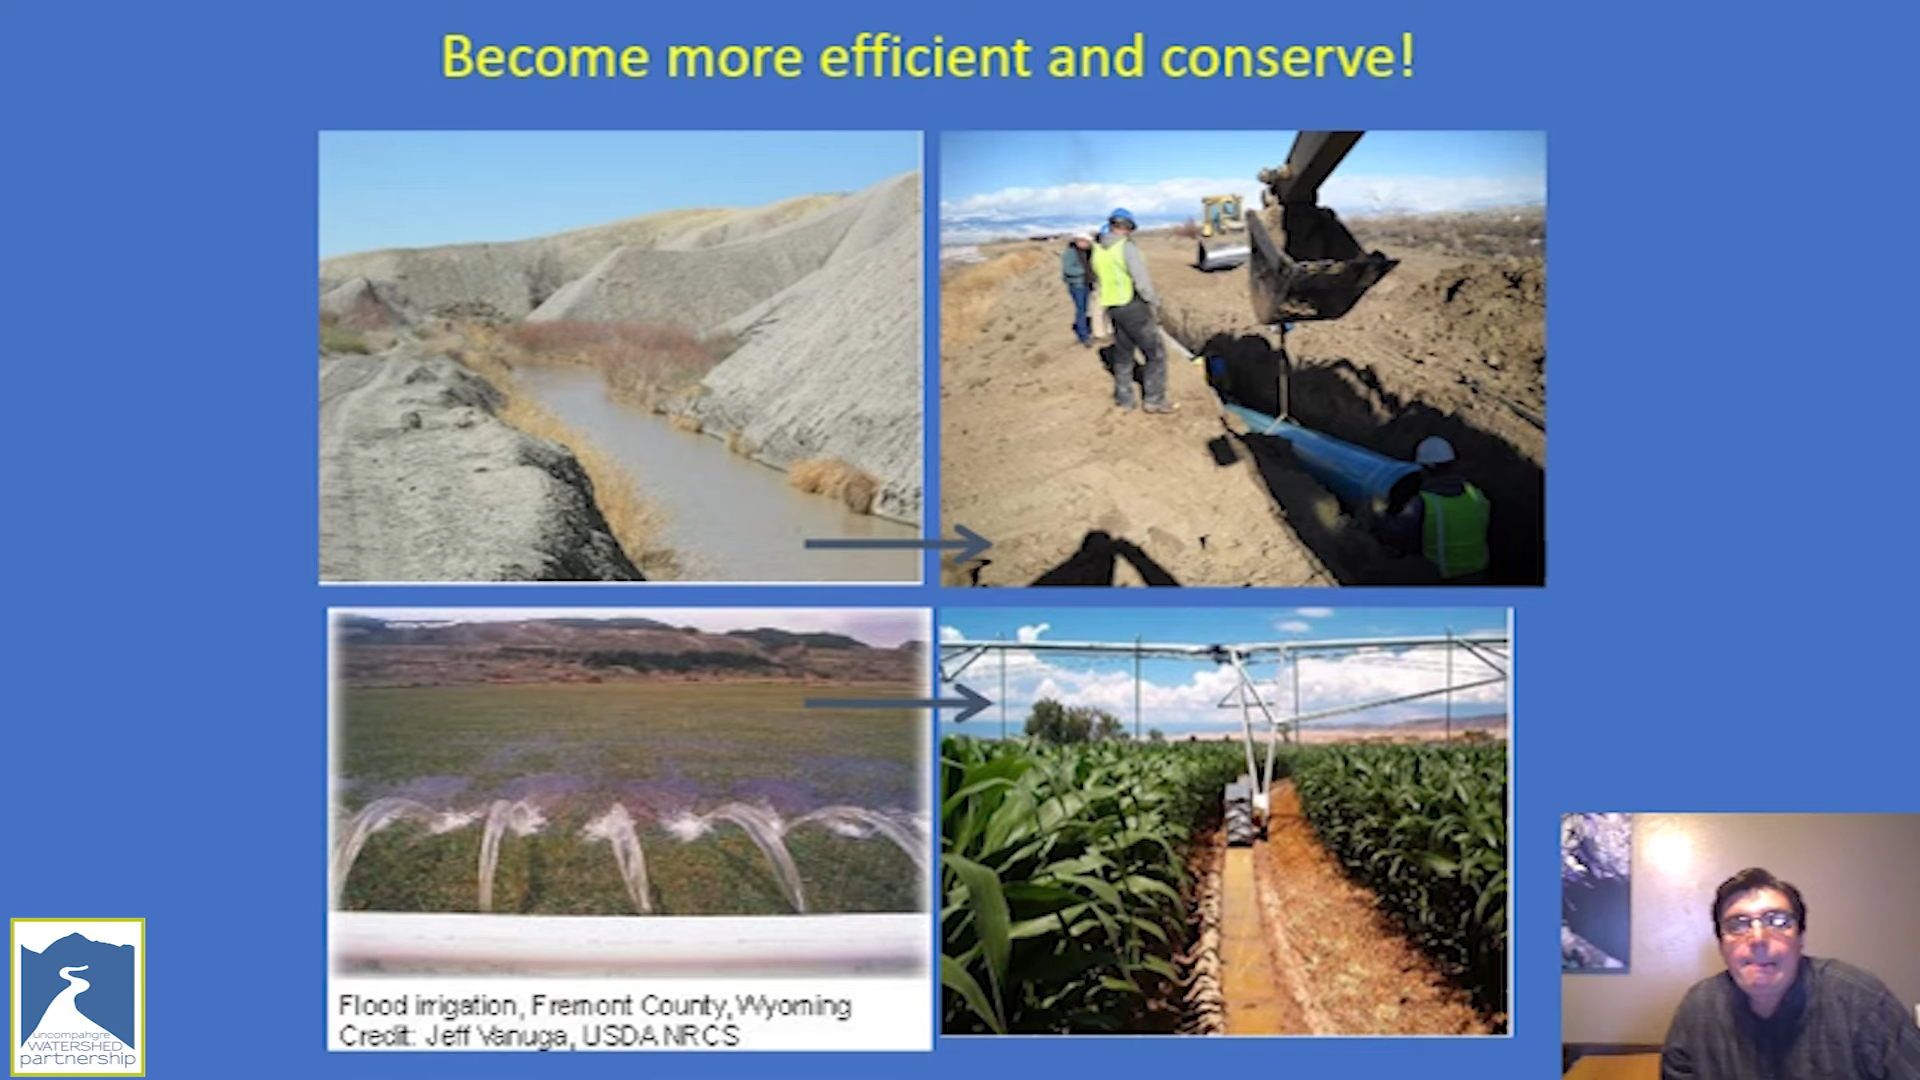 Become more efficient and conserve!
Flood irrigation, Fremont County, Wyoming
Credit: Jeff Vanuga, USDA NRCS
uncompahgre
WATERSHED
partnership